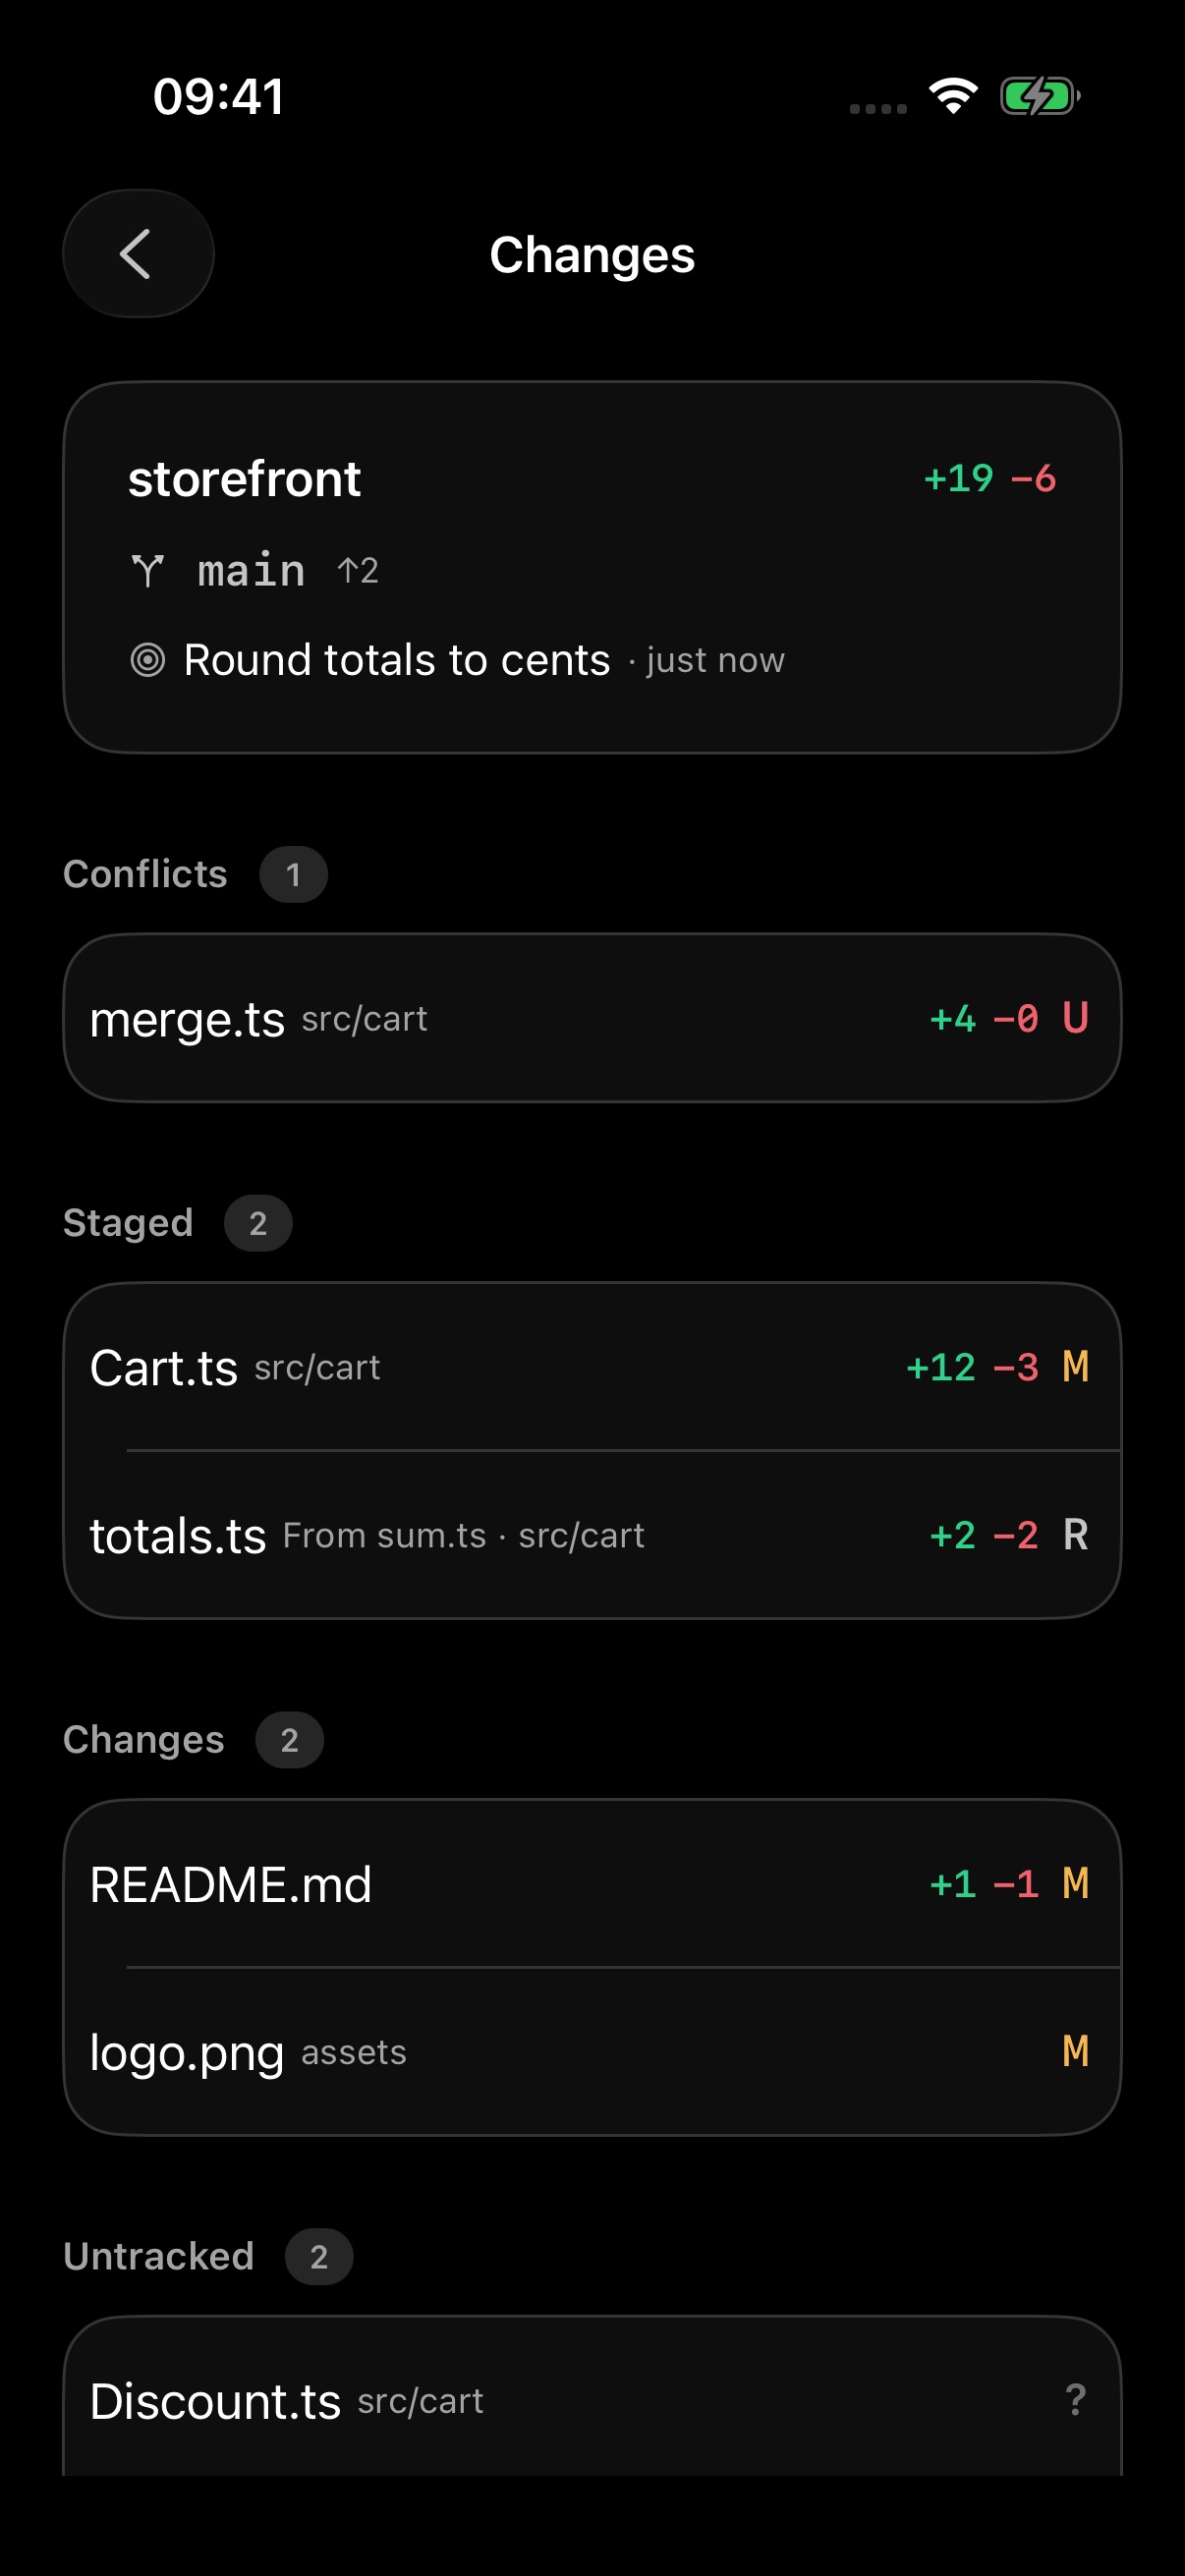 09:41
Changes
storefront +19 −6
main ↑2
Round totals to cents · just now
Conflicts 1
merge.ts src/cart +4 −0 U
Staged 2
Cart.ts src/cart +12 −3 M
totals.ts From sum.ts · src/cart +2 −2 R
Changes 2
README.md +1 −1 M
logo.png assets M
Untracked 2
Discount.ts src/cart ?